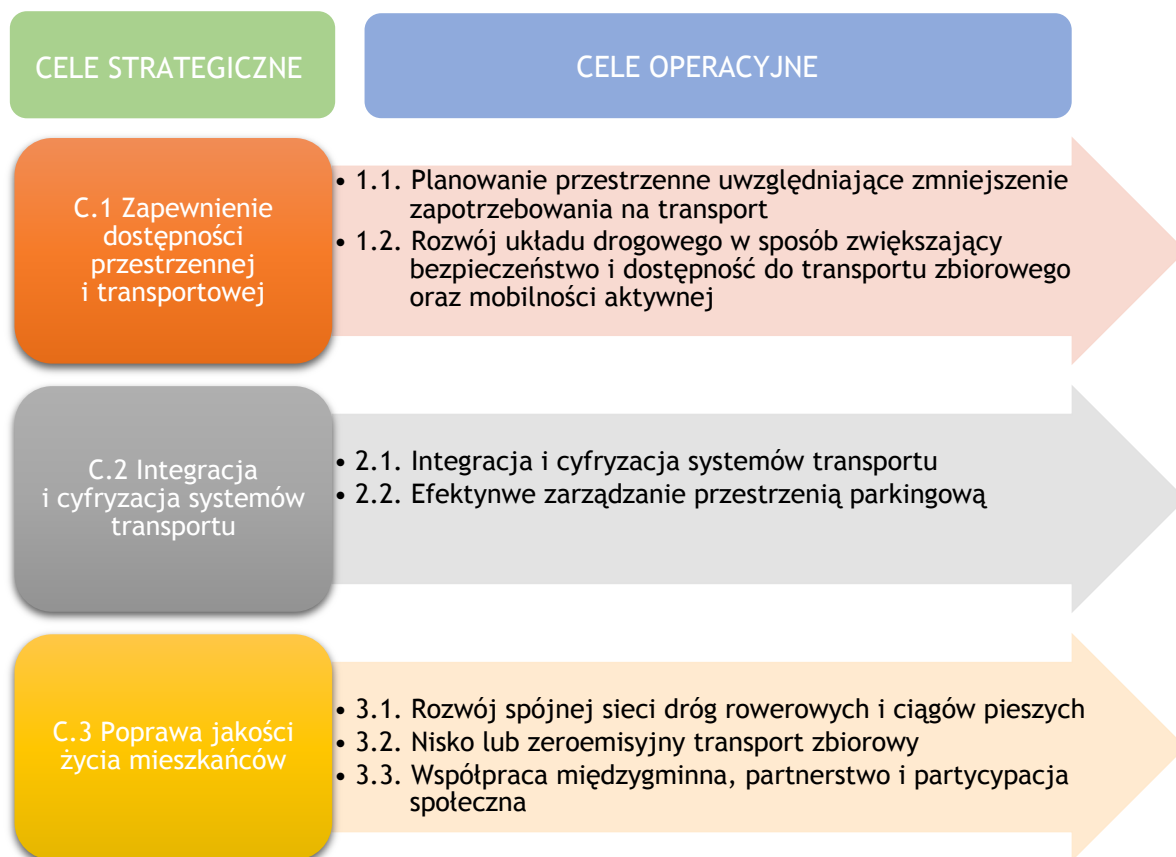 CELE STRATEGICZNE
CELE OPERACYJNE
C.1 Zapewnienie
dostępności
przestrzennej
i transportowej
• 1.1. Planowanie przestrzenne uwzględniające zmniejszenie
zapotrzebowania na transport
• 1.2. Rozwój układu drogowego w sposób zwiększający
bezpieczeństwo i dostępność do transportu zbiorowego
oraz mobilności aktywnej
C.2 Integracja
i cyfryzacja systemów
transportu
• 2.1. Integracja i cyfryzacja systemów transportu
• 2.2. Efektynwe zarządzanie przestrzenią parkingową
C.3 Poprawa jakości
życia mieszkańców
• 3.1. Rozwój spójnej sieci dróg rowerowych i ciągów pieszych
• 3.2. Nisko lub zeroemisyjny transport zbiorowy
• 3.3. Współpraca międzygminna, partnerstwo i partycypacja
społeczna